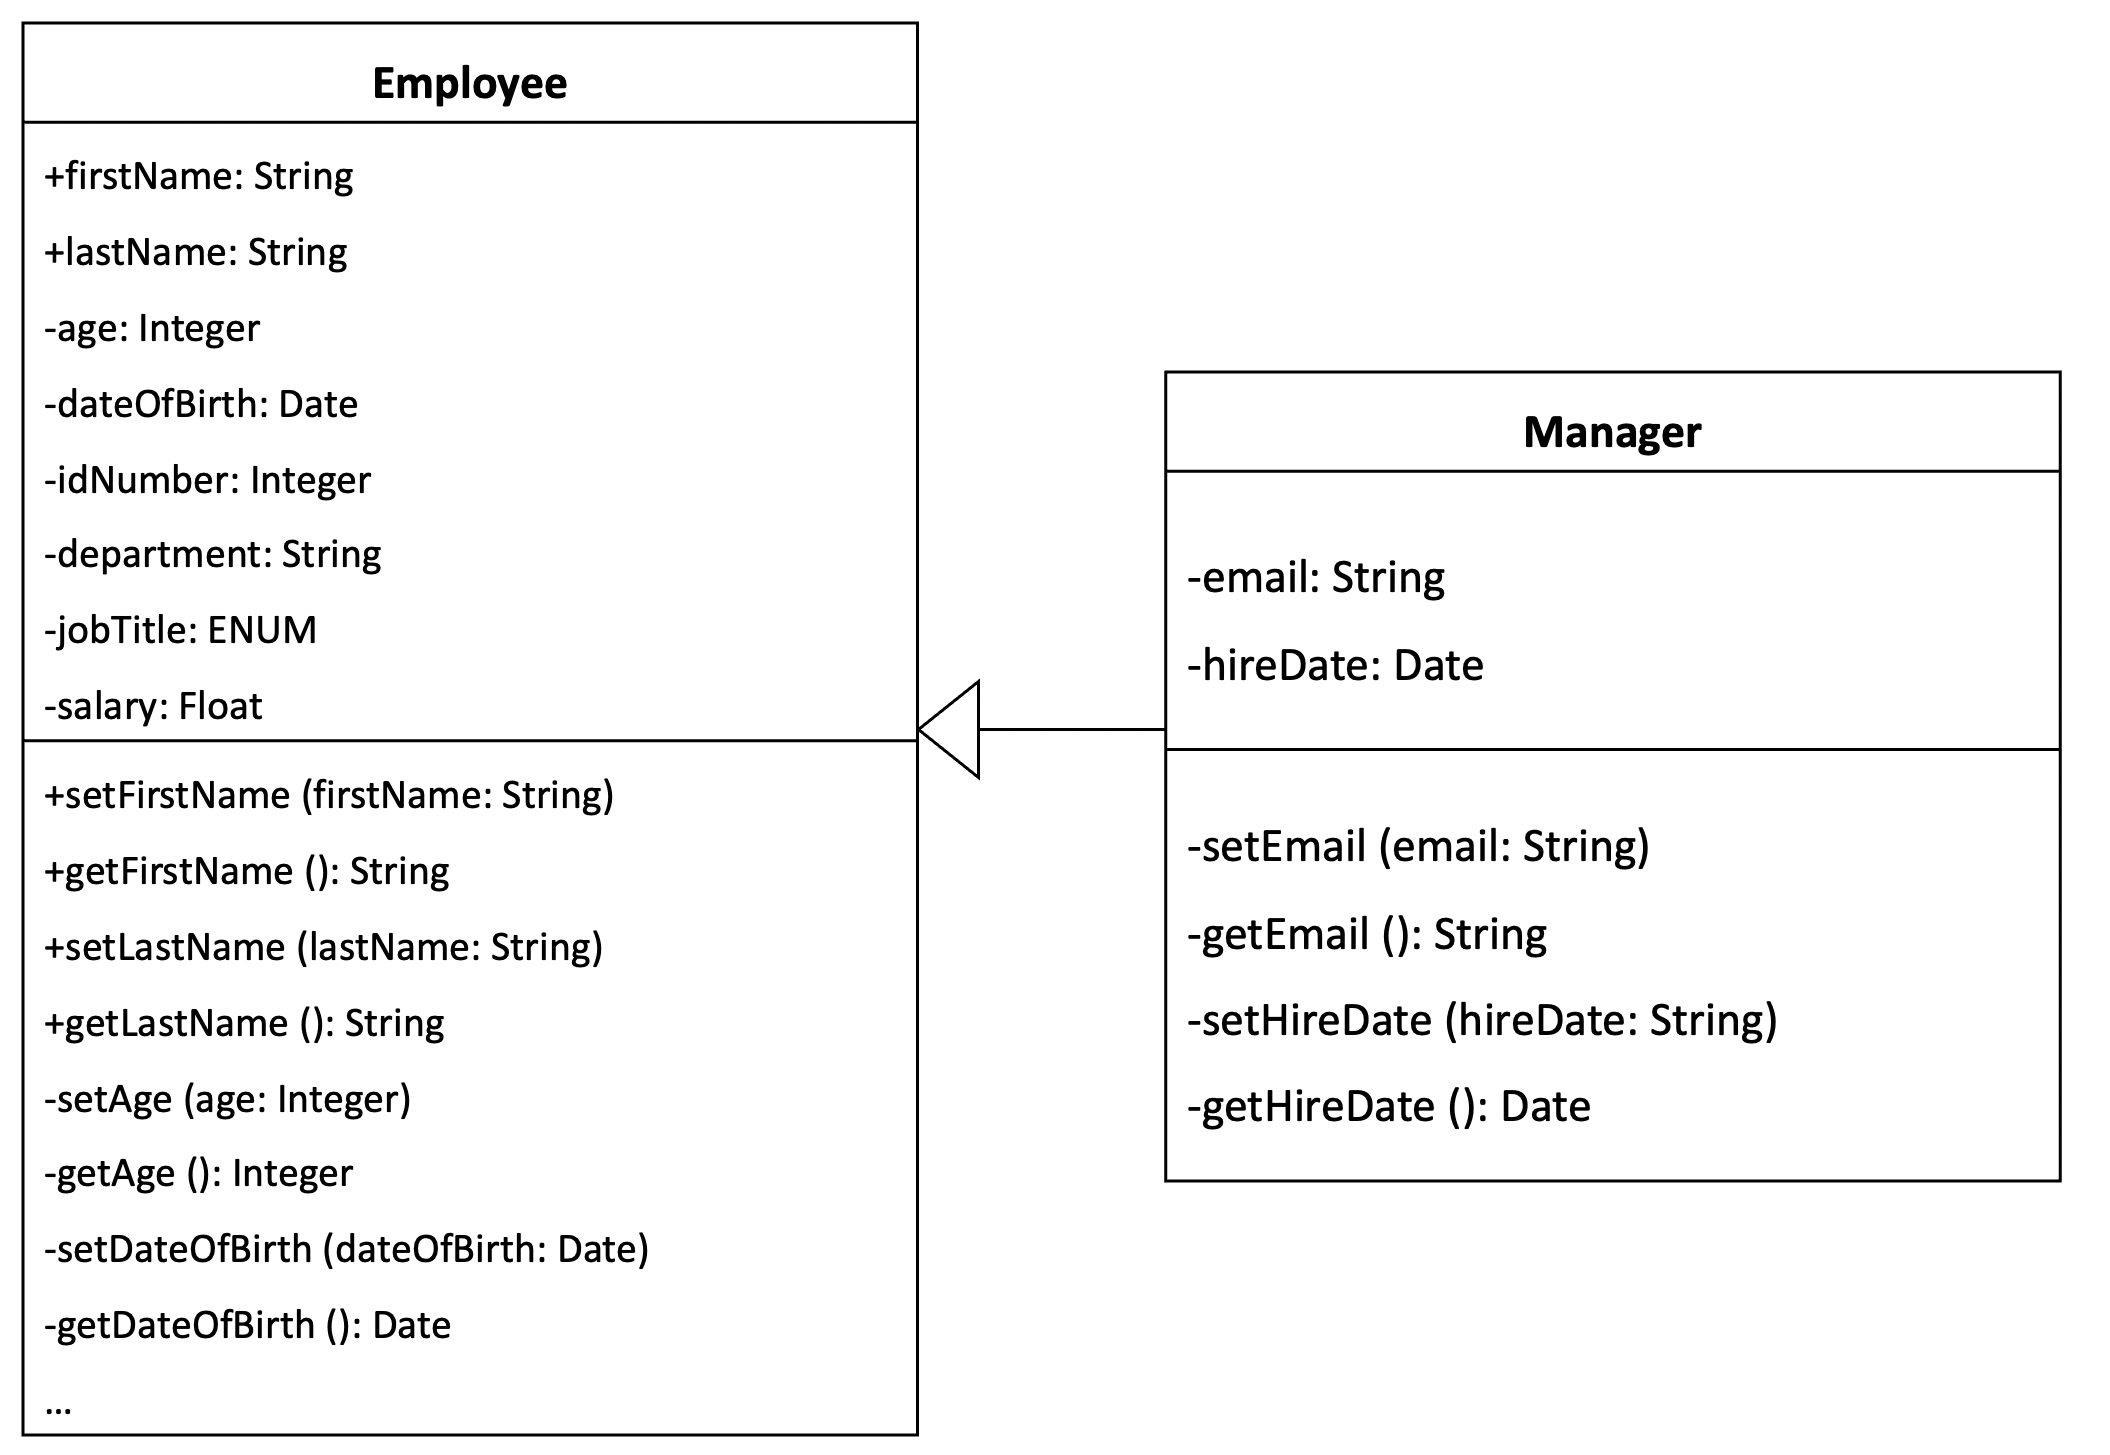 Employee
+firstName: String
+lastName: String
-age: Integer
-dateOfBirth: Date
-idNumber: Integer
-department: String
-jobTitle: ENUM
-salary: Float
+setFirstName (firstName: String)
+getFirstName (): String
+setLastName (lastName: String)
+getLastName (): String
-setAge (age: Integer)
-getAge (): Integer
-setDateOfBirth (dateOfBirth: Date)
-getDateOfBirth (): Date
...
Manager
-email: String
-hireDate: Date
-setEmail (email: String)
-getEmail (): String
-setHireDate (hireDate: String)
-getHireDate (): Date